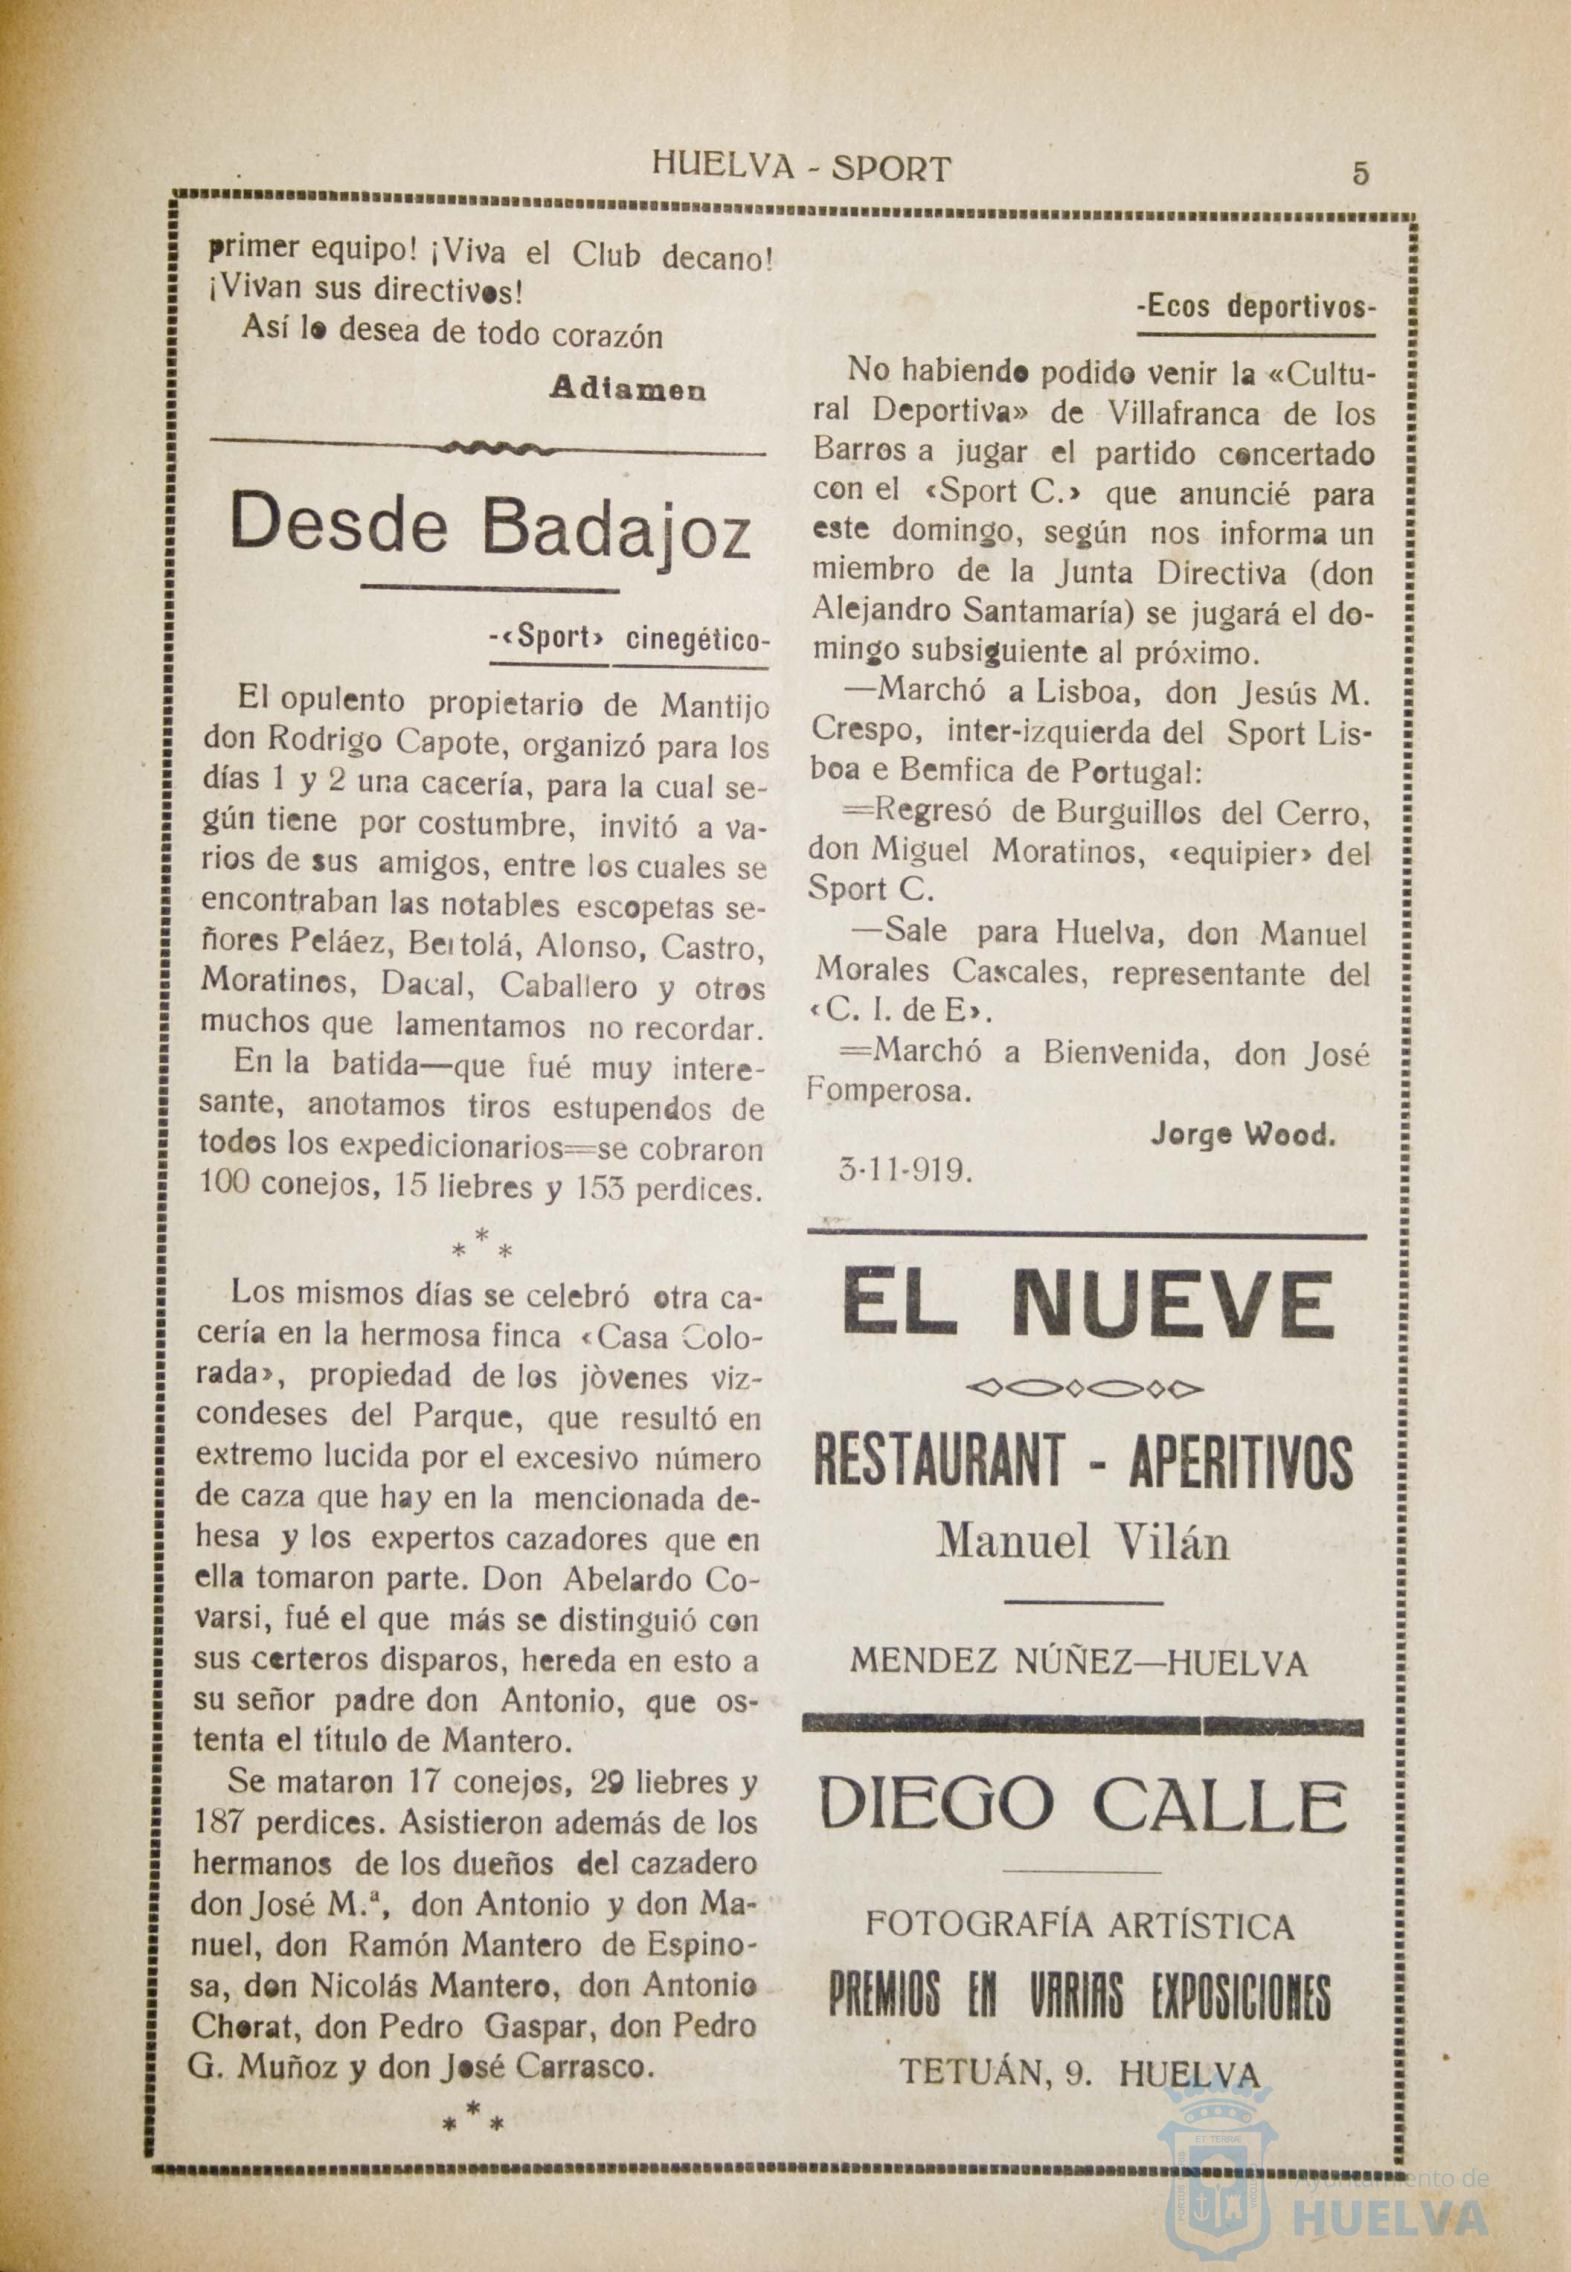 HUELVA - SPORT
5
primer equipo! ¡Viva el Club decano!
¡Vivan sus directivos!
Así lo desea de todo corazón
Adiamen
Desde Badajoz
-«Sport» cinegético-
El opulento propietario de Mantijo
don Rodrigo Capote, organizó para los
días 1 y 2 una cacería, para la cual se-
gún tiene por costumbre, invitó a va-
rios de sus amigos, entre los cuales se
encontraban las notables escopetas se-
ñores Peláez, Bertolá, Alonso, Castro,
Moratinos, Dacal, Caballero y otros
muchos que lamentamos no recordar.
En la batida—que fué muy intere-
sante, anotamos tiros estupendos de
todos los expedicionarios=se cobraron
100 conejos, 15 liebres y 153 perdices.
* * *
Los mismos días se celebró otra ca-
cería en la hermosa finca «Casa Colo-
rada», propiedad de los jòvenes viz-
condeses del Parque, que resultó en
extremo lucida por el excesivo número
de caza que hay en la mencionada de-
hesa y los expertos cazadores que en
ella tomaron parte. Don Abelardo Co-
varsi, fué el que más se distinguió con
sus certeros disparos, hereda en esto a
su señor padre don Antonio, que os-
tenta el título de Mantero.
Se mataron 17 conejos, 29 liebres y
187 perdices. Asistieron además de los
hermanos de los dueños del cazadero
don José M.ª, don Antonio y don Ma-
nuel, don Ramón Mantero de Espino-
sa, don Nicolás Mantero, don Antonio
Chorat, don Pedro Gaspar, don Pedro
G. Muñoz y don José Carrasco.
* * *
-Ecos deportivos-
No habiendo podido venir la «Cultu-
ral Deportiva» de Villafranca de los
Barros a jugar el partido concertado
con el «Sport C.» que anuncié para
este domingo, según nos informa un
miembro de la Junta Directiva (don
Alejandro Santamaría) se jugará el do-
mingo subsiguiente al próximo.
—Marchó a Lisboa, don Jesús M.
Crespo, inter-izquierda del Sport Lis-
boa e Bemfica de Portugal:
=Regresó de Burguillos del Cerro,
don Miguel Moratinos, «equipier» del
Sport C.
—Sale para Huelva, don Manuel
Morales Cascales, representante del
«C. I. de E».
=Marchó a Bienvenida, don José
Fomperosa.
Jorge Wood.
3-11-919.
EL NUEVE
RESTAURANT - APERITIVOS
Manuel Vilán
MENDEZ NÚÑEZ—HUELVA
DIEGO CALLE
FOTOGRAFÍA ARTÍSTICA
PREMIOS EN VARIAS EXPOSICIONES
TETUÁN, 9. HUELVA
ET TERRAE
Ayuntamiento de
HUELVA